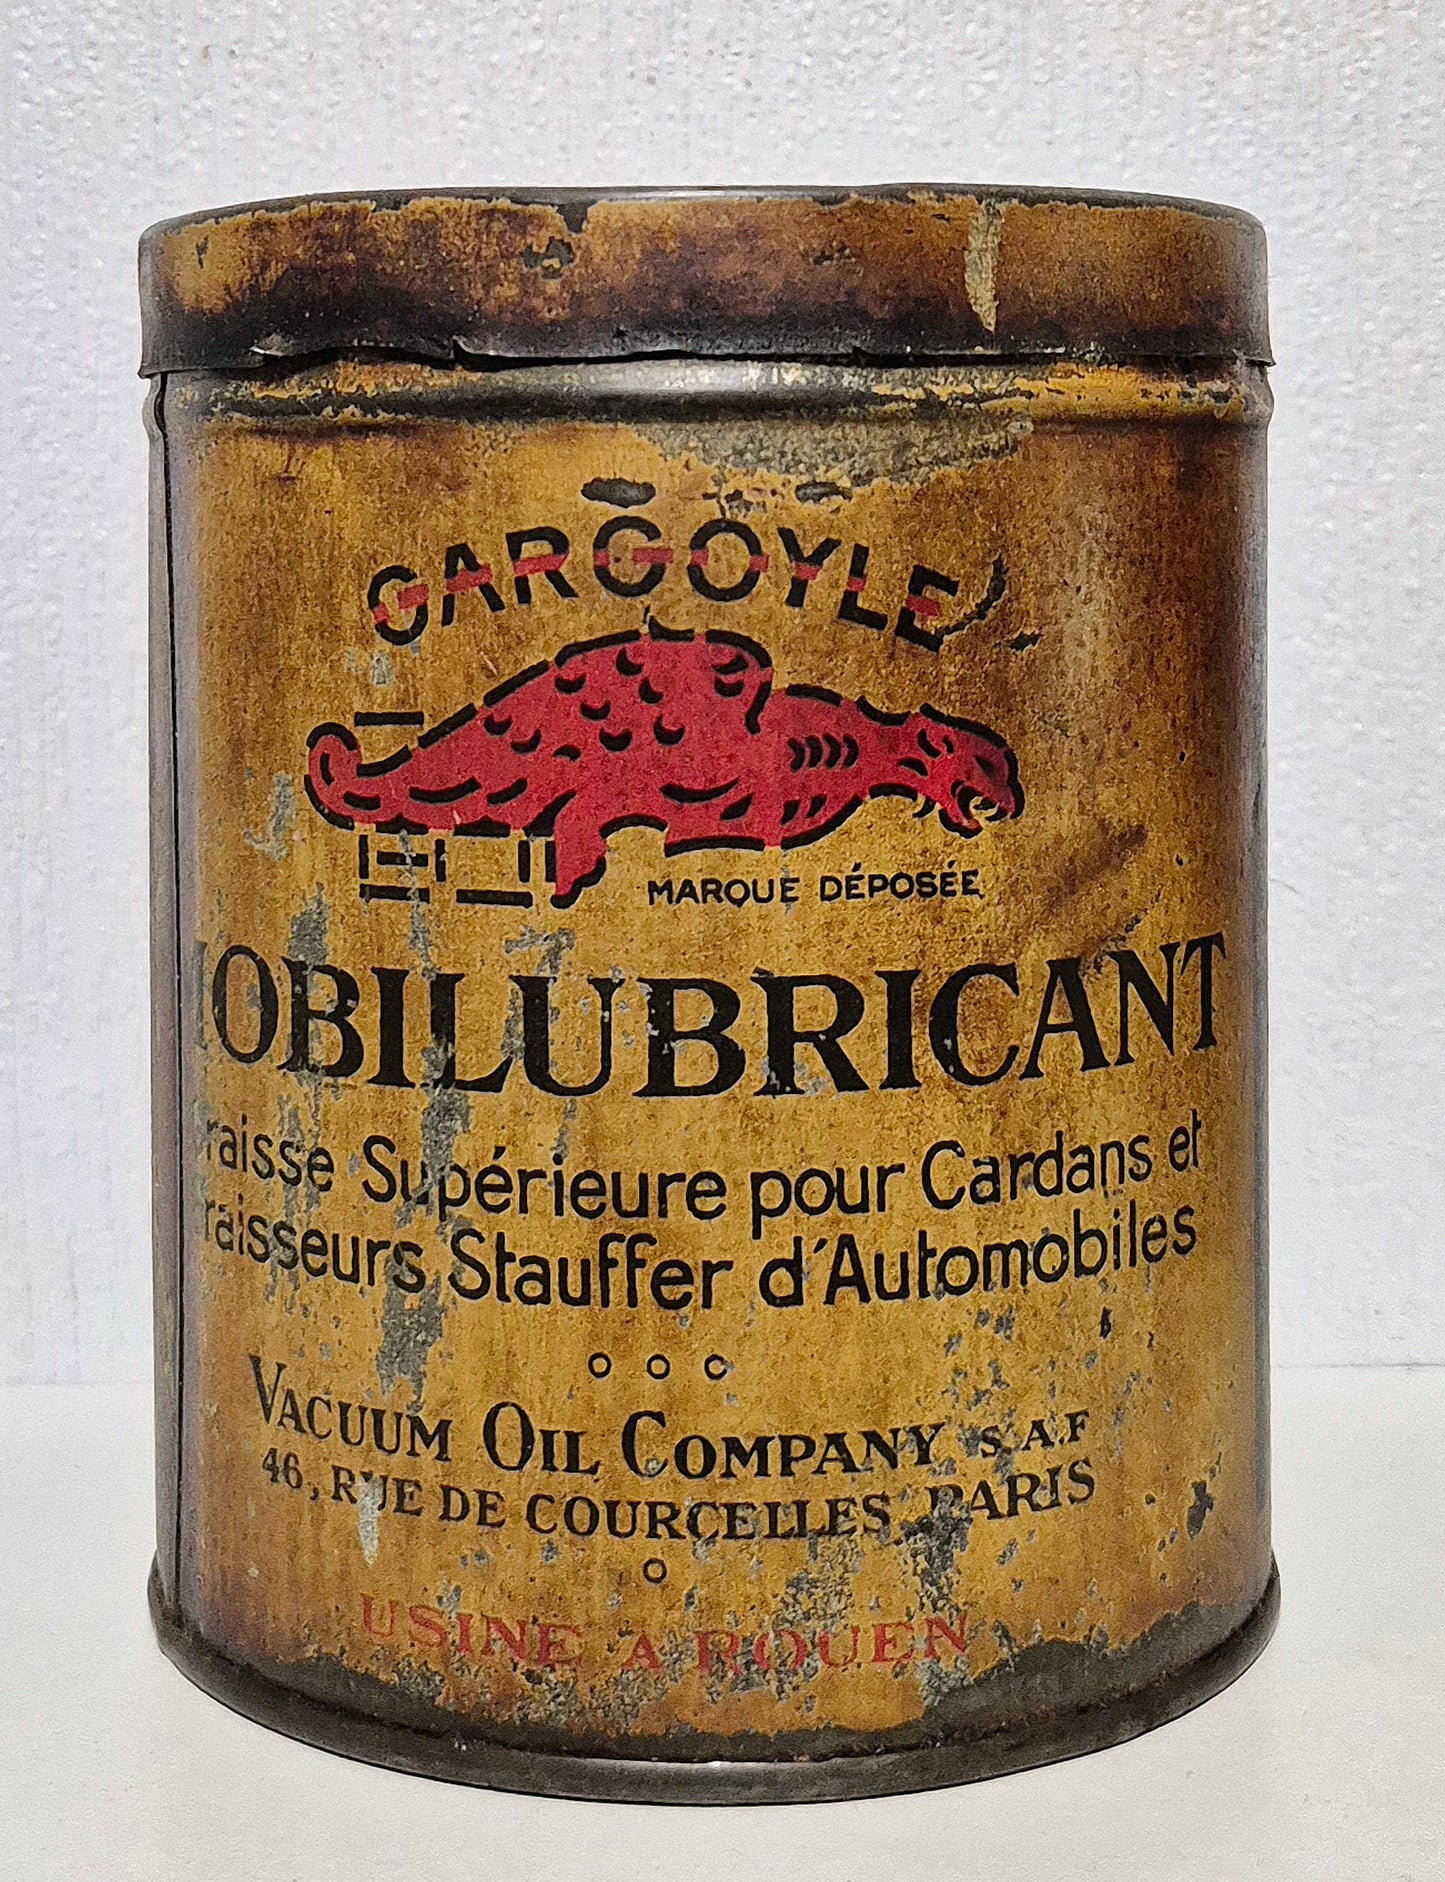 GARGOYLE
MARQUE DÉPOSÉE
MOBILUBRICANT
raisse Supérieure pour Cardans et
raisseurs Stauffer d'Automobiles
VACUUM OIL COMPANY S.A.F
46, RUE DE COURCELLES, PARIS
USINE A ROUEN